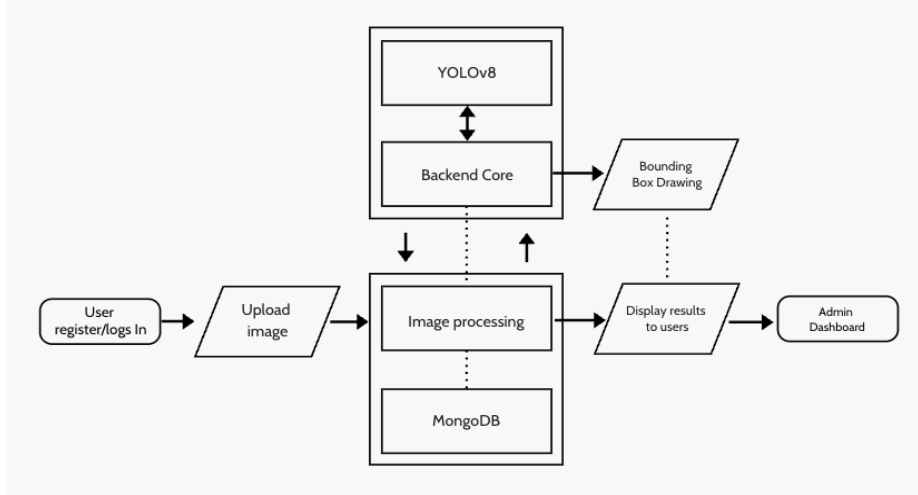 YOLOv8
Backend Core
Bounding
Box Drawing
User
register/logs In
Upload
image
Image processing
Display results
to users
Admin
Dashboard
MongoDB